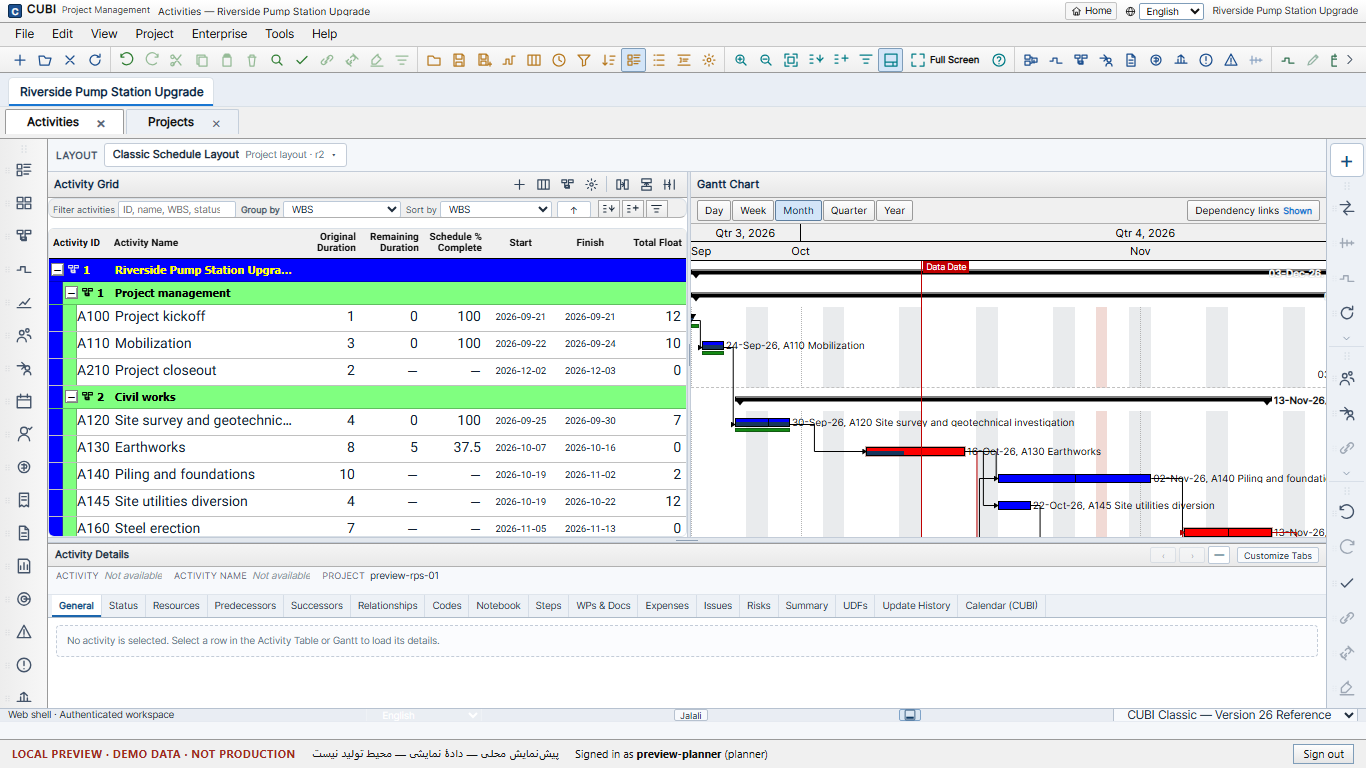 CUBI Project Management Activities — Riverside Pump Station Upgrade
Home English Riverside Pump Station Upgrade
File Edit View Project Enterprise Tools Help
Full Screen
Riverside Pump Station Upgrade
Activities Projects
LAYOUT Classic Schedule Layout Project layout · r2
Activity Grid
Filter activities ID, name, WBS, status Group by WBS Sort by WBS
Activity ID Activity Name Original Duration Remaining Duration Schedule % Complete Start Finish Total Float
1 Riverside Pump Station Upgra...
1 Project management
A100 Project kickoff 1 0 100 2026-09-21 2026-09-21 12
A110 Mobilization 3 0 100 2026-09-22 2026-09-24 10
A210 Project closeout 2 — — 2026-12-02 2026-12-03 0
2 Civil works
A120 Site survey and geotechnic... 4 0 100 2026-09-25 2026-09-30 7
A130 Earthworks 8 5 37.5 2026-10-07 2026-10-16 0
A140 Piling and foundations 10 — — 2026-10-19 2026-11-02 2
A145 Site utilities diversion 4 — — 2026-10-19 2026-10-22 12
A160 Steel erection 7 — — 2026-11-05 2026-11-13 0
Gantt Chart
Day Week Month Quarter Year Dependency links Shown
Qtr 3, 2026 Qtr 4, 2026
Sep Oct Nov
Data Date
03-Dec-26
24-Sep-26, A110 Mobilization
03
13-Nov-26,
30-Sep-26, A120 Site survey and geotechnical investigation
16-Oct-26, A130 Earthworks
02-Nov-26, A140 Piling and foundati
22-Oct-26, A145 Site utilities diversion
13-Nov-26,
Activity Details Customize Tabs
ACTIVITY Not available ACTIVITY NAME Not available PROJECT preview-rps-01
General Status Resources Predecessors Successors Relationships Codes Notebook Steps WPs & Docs Expenses Issues Risks Summary UDFs Update History Calendar (CUBI)
No activity is selected. Select a row in the Activity Table or Gantt to load its details.
Web shell · Authenticated workspace English Jalali CUBI Classic — Version 26 Reference
LOCAL PREVIEW · DEMO DATA · NOT PRODUCTION پیش‌نمایش محلی — دادهٔ نمایشی — محیط تولید نیست Signed in as preview-planner (planner) Sign out